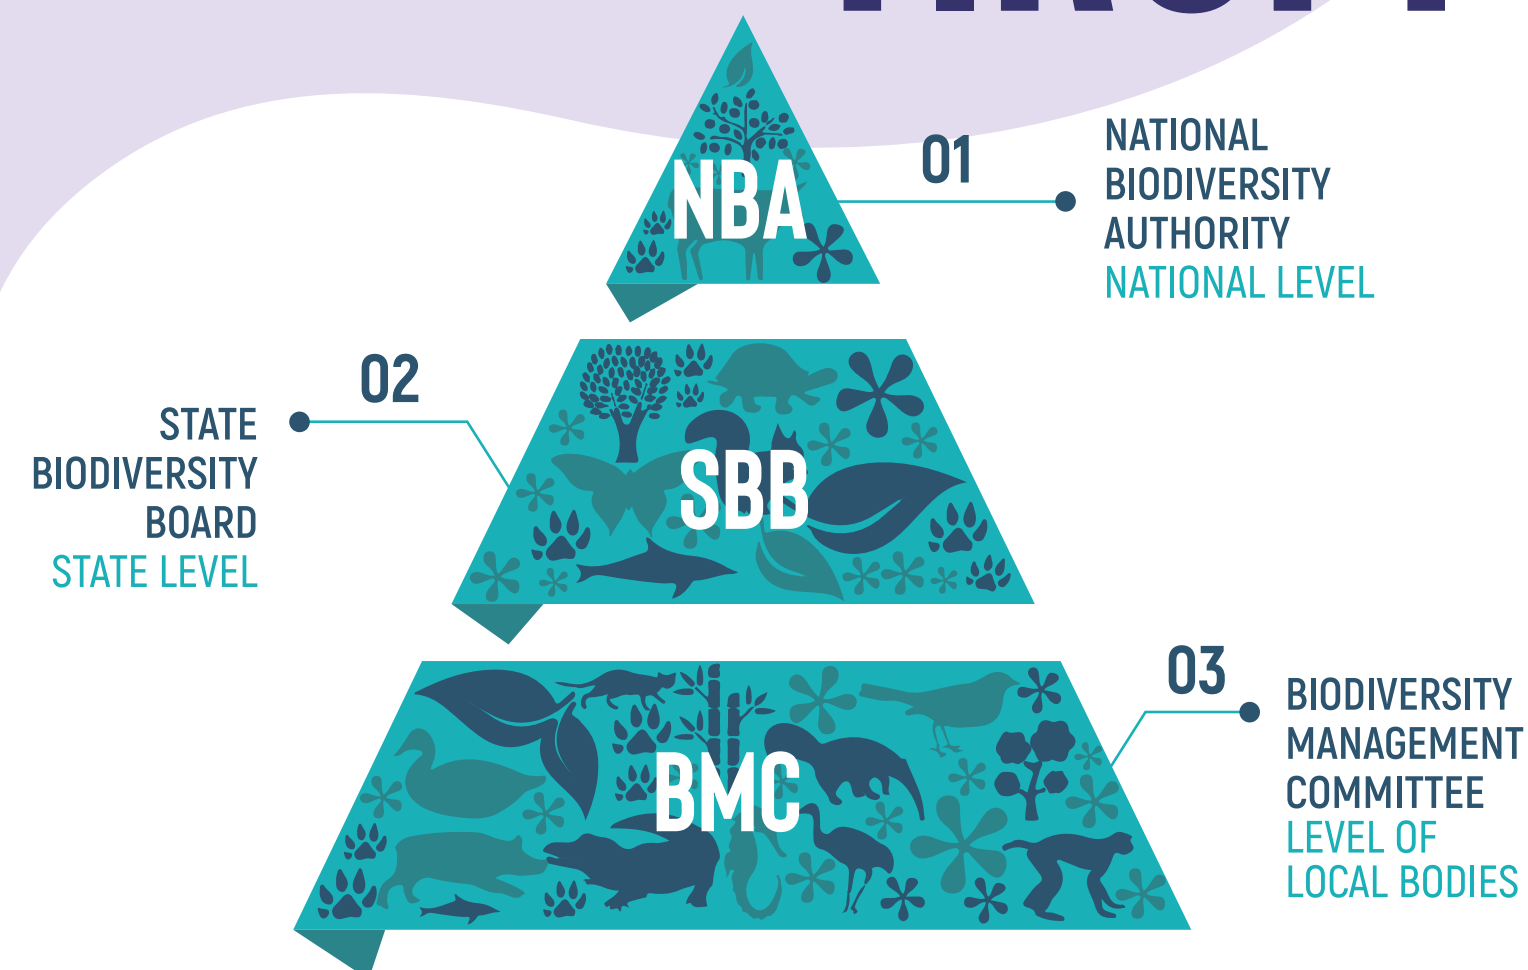 NBA
01
NATIONAL
BIODIVERSITY
AUTHORITY
NATIONAL LEVEL
02
STATE
BIODIVERSITY
BOARD
STATE LEVEL
SBB
03
BIODIVERSITY
MANAGEMENT
COMMITTEE
LEVEL OF
LOCAL BODIES
BMC